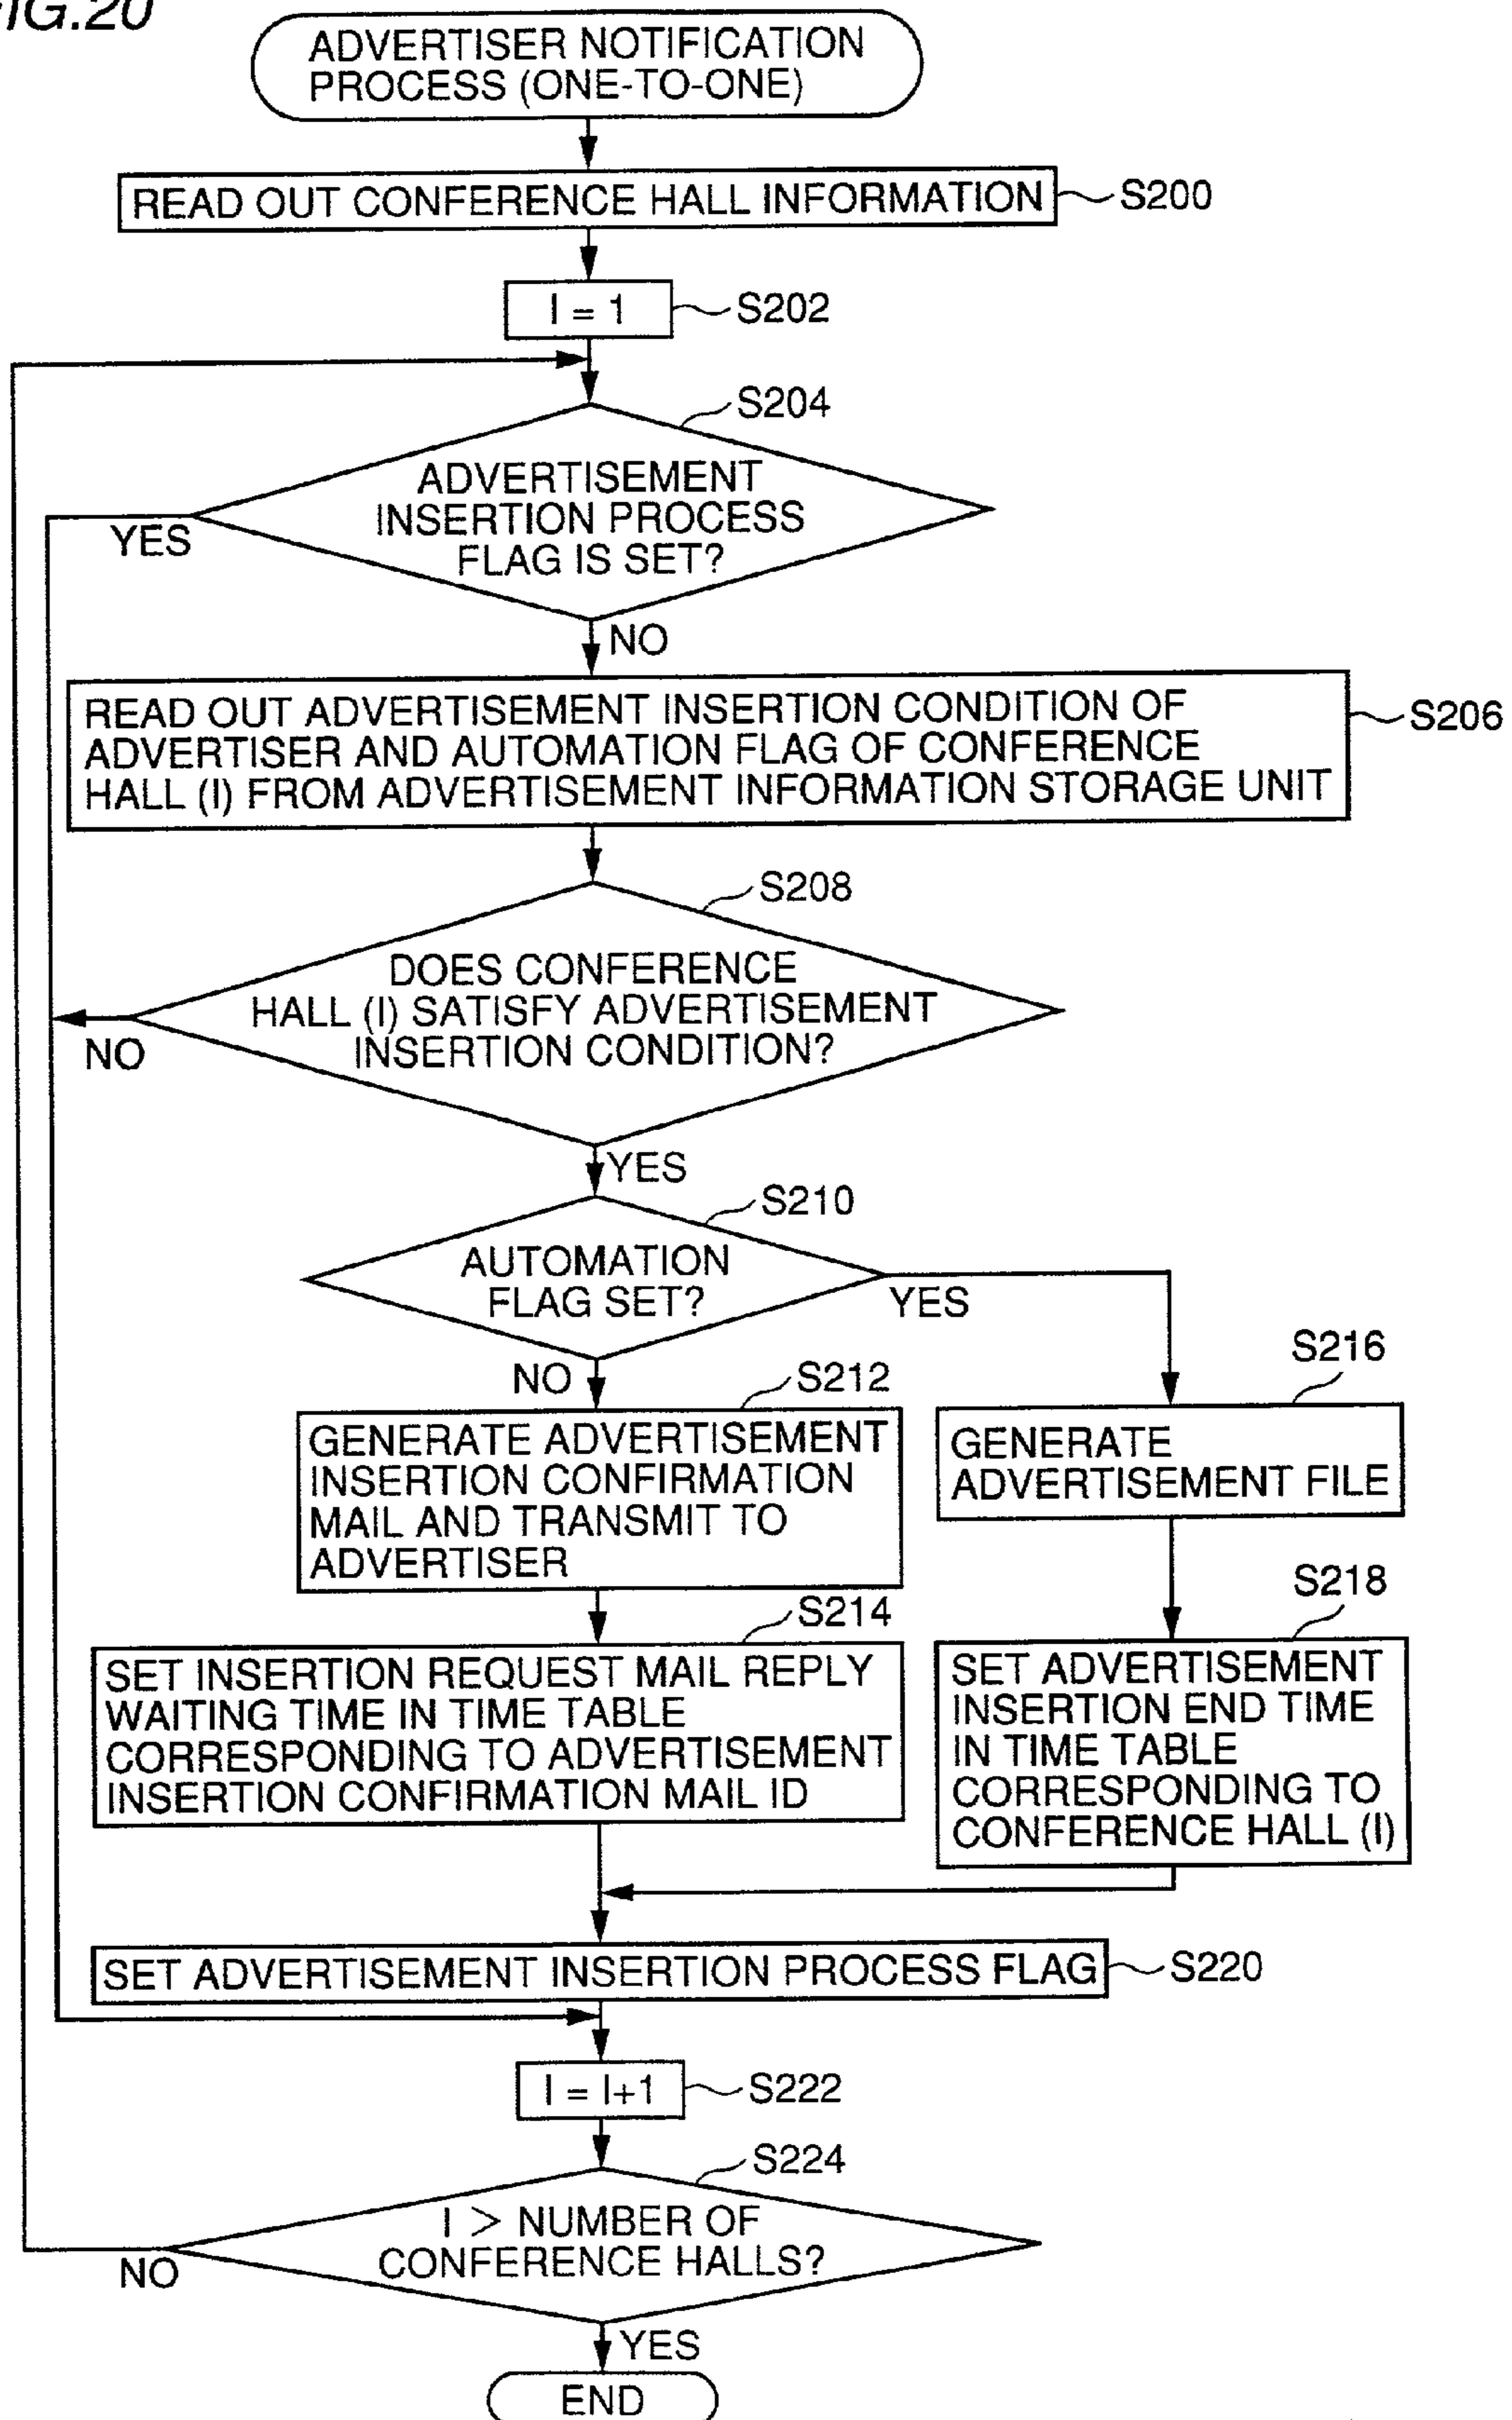 FIG.20
ADVERTISER NOTIFICATION
PROCESS (ONE-TO-ONE)
READ OUT CONFERENCE HALL INFORMATION
S200
I = 1
S202
S204
ADVERTISEMENT
INSERTION PROCESS
FLAG IS SET?
YES
NO
READ OUT ADVERTISEMENT INSERTION CONDITION OF
ADVERTISER AND AUTOMATION FLAG OF CONFERENCE
HALL (I) FROM ADVERTISEMENT INFORMATION STORAGE UNIT
S206
S208
DOES CONFERENCE
HALL (I) SATISFY ADVERTISEMENT
INSERTION CONDITION?
NO
YES
S210
AUTOMATION
FLAG SET?
YES
NO
S212
GENERATE ADVERTISEMENT
INSERTION CONFIRMATION
MAIL AND TRANSMIT TO
ADVERTISER
S216
GENERATE
ADVERTISEMENT FILE
S214
SET INSERTION REQUEST MAIL REPLY
WAITING TIME IN TIME TABLE
CORRESPONDING TO ADVERTISEMENT
INSERTION CONFIRMATION MAIL ID
S218
SET ADVERTISEMENT
INSERTION END TIME
IN TIME TABLE
CORRESPONDING TO
CONFERENCE HALL (I)
SET ADVERTISEMENT INSERTION PROCESS FLAG
S220
I = I+1
S222
S224
I > NUMBER OF
CONFERENCE HALLS?
NO
YES
END